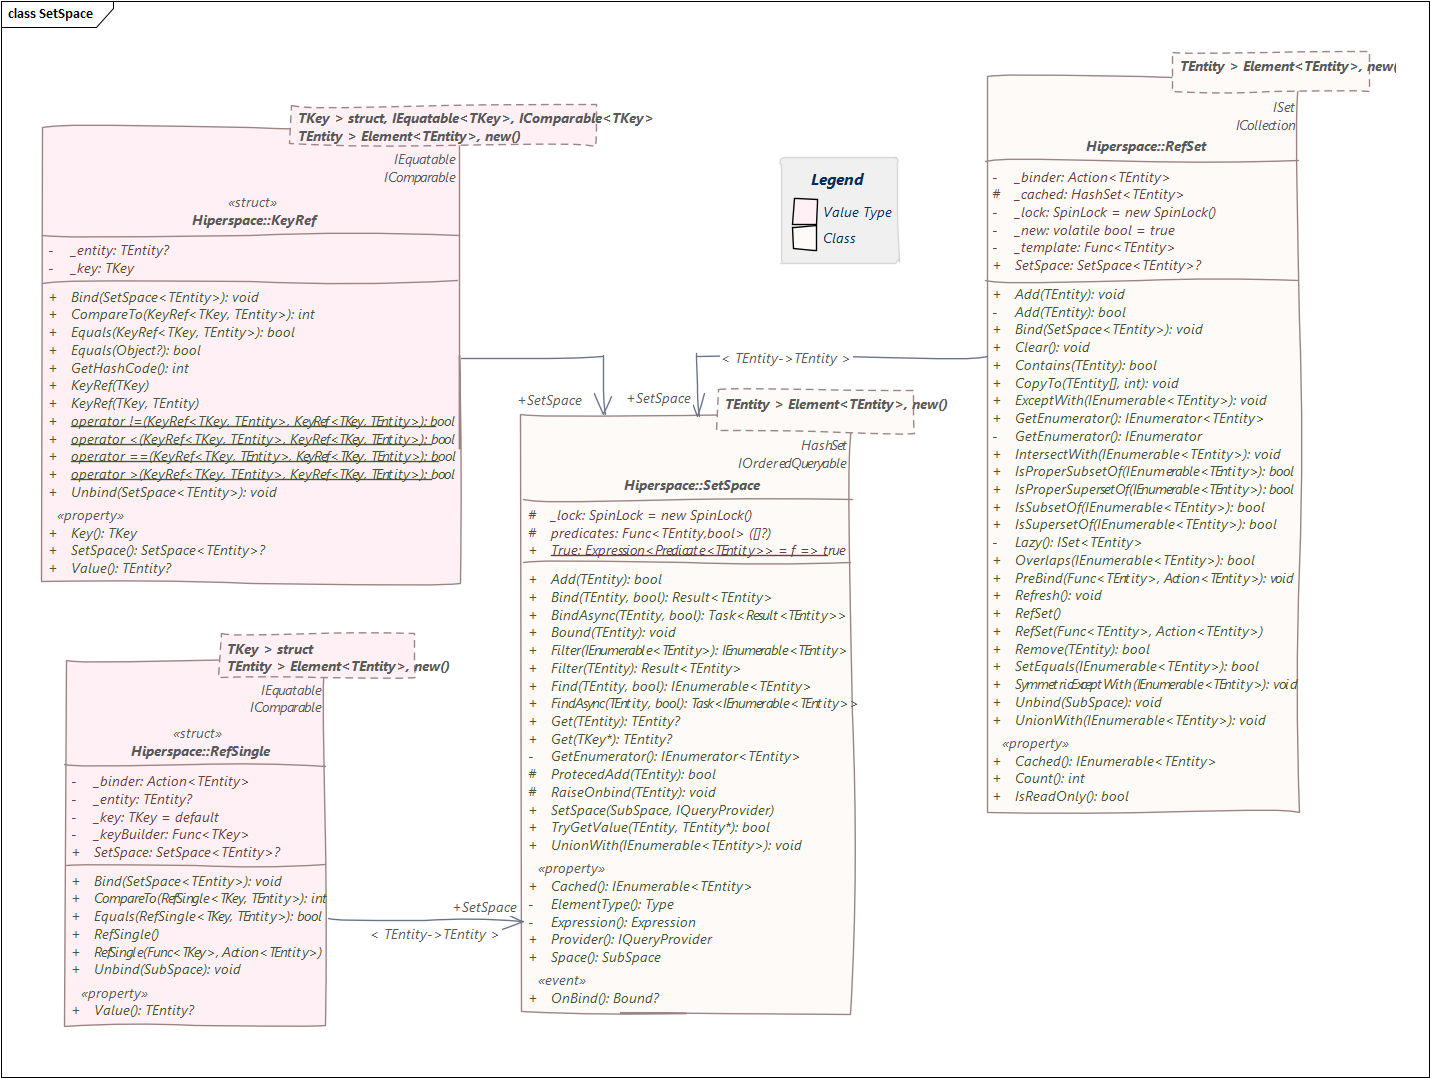 class SetSpace
TKey > struct, IEquatable<TKey>, IComparable<TKey>
TEntity > Element<TEntity>, new()
IEquatable
IComparable
«struct»
Hiperspace::KeyRef
- _entity: TEntity?
- _key: TKey
+ Bind(SetSpace<TEntity>): void
+ CompareTo(KeyRef<TKey, TEntity>): int
+ Equals(KeyRef<TKey, TEntity>): bool
+ Equals(Object?): bool
+ GetHashCode(): int
+ KeyRef(TKey)
+ KeyRef(TKey, TEntity)
+ operator !=(KeyRef<TKey, TEntity>, KeyRef<TKey, TEntity>): bool
+ operator <(KeyRef<TKey, TEntity>, KeyRef<TKey, TEntity>): bool
+ operator ==(KeyRef<TKey, TEntity>, KeyRef<TKey, TEntity>): bool
+ operator >(KeyRef<TKey, TEntity>, KeyRef<TKey, TEntity>): bool
+ Unbind(SetSpace<TEntity>): void
«property»
+ Key(): TKey
+ SetSpace(): SetSpace<TEntity>?
+ Value(): TEntity?
TKey > struct
TEntity > Element<TEntity>, new()
IEquatable
IComparable
«struct»
Hiperspace::RefSingle
- _binder: Action<TEntity>
- _entity: TEntity?
- _key: TKey = default
- _keyBuilder: Func<TKey>
+ SetSpace: SetSpace<TEntity>?
+ Bind(SetSpace<TEntity>): void
+ CompareTo(RefSingle<TKey, TEntity>): int
+ Equals(RefSingle<TKey, TEntity>): bool
+ RefSingle()
+ RefSingle(Func<TKey>, Action<TEntity>)
+ Unbind(SubSpace): void
«property»
+ Value(): TEntity?
Legend
Value Type
Class
< TEntity->TEntity >
+SetSpace
+SetSpace
+SetSpace
< TEntity->TEntity >
TEntity > Element<TEntity>, new()
HashSet
IOrderedQueryable
Hiperspace::SetSpace
# _lock: SpinLock = new SpinLock()
# predicates: Func<TEntity,bool> ([]?)
+ True: Expression<Predicate<TEntity>> = f => true
+ Add(TEntity): bool
+ Bind(TEntity, bool): Result<TEntity>
+ BindAsync(TEntity, bool): Task<Result<TEntity>>
+ Bound(TEntity): void
+ Filter(IEnumerable<TEntity>): IEnumerable<TEntity>
+ Filter(TEntity): Result<TEntity>
+ Find(TEntity, bool): IEnumerable<TEntity>
+ FindAsync(TEntity, bool): Task<IEnumerable<TEntity>>
+ Get(TEntity): TEntity?
+ Get(TKey*): TEntity?
- GetEnumerator(): IEnumerator<TEntity>
# ProtecedAdd(TEntity): bool
# RaiseOnbind(TEntity): void
+ SetSpace(SubSpace, IQueryProvider)
+ TryGetValue(TEntity, TEntity*): bool
+ UnionWith(IEnumerable<TEntity>): void
«property»
+ Cached(): IEnumerable<TEntity>
- ElementType(): Type
- Expression(): Expression
+ Provider(): IQueryProvider
+ Space(): SubSpace
«event»
+ OnBind(): Bound?
TEntity > Element<TEntity>, new(
ISet
ICollection
Hiperspace::RefSet
- _binder: Action<TEntity>
# _cached: HashSet<TEntity>
- _lock: SpinLock = new SpinLock()
- _new: volatile bool = true
- _template: Func<TEntity>
+ SetSpace: SetSpace<TEntity>?
+ Add(TEntity): void
- Add(TEntity): bool
+ Bind(SetSpace<TEntity>): void
+ Clear(): void
+ Contains(TEntity): bool
+ CopyTo(TEntity[], int): void
+ ExceptWith(IEnumerable<TEntity>): void
+ GetEnumerator(): IEnumerator<TEntity>
- GetEnumerator(): IEnumerator
+ IntersectWith(IEnumerable<TEntity>): void
+ IsProperSubsetOf(IEnumerable<TEntity>): bool
+ IsProperSupersetOf(IEnumerable<TEntity>): bool
+ IsSubsetOf(IEnumerable<TEntity>): bool
+ IsSupersetOf(IEnumerable<TEntity>): bool
- Lazy(): ISet<TEntity>
+ Overlaps(IEnumerable<TEntity>): bool
+ PreBind(Func<TEntity>, Action<TEntity>): void
+ Refresh(): void
+ RefSet()
+ RefSet(Func<TEntity>, Action<TEntity>)
+ Remove(TEntity): bool
+ SetEquals(IEnumerable<TEntity>): bool
+ SymmetricExceptWith(IEnumerable<TEntity>): void
+ Unbind(SubSpace): void
+ UnionWith(IEnumerable<TEntity>): void
«property»
+ Cached(): IEnumerable<TEntity>
+ Count(): int
+ IsReadOnly(): bool